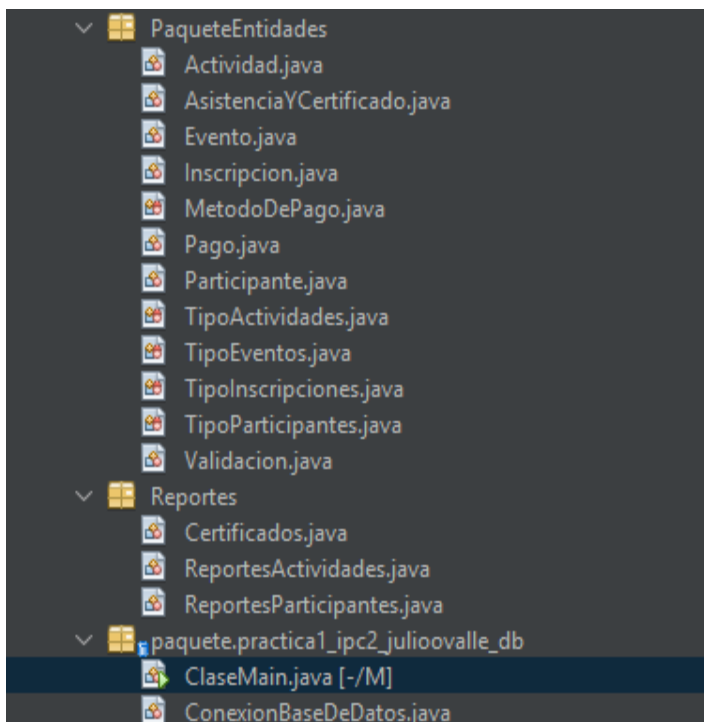 PaqueteEntidades
Actividad.java
AsistenciaYCertificado.java
Evento.java
Inscripcion.java
MetodoDePago.java
Pago.java
Participante.java
TipoActividades.java
TipoEventos.java
TipoInscripciones.java
TipoParticipantes.java
Validacion.java
Reportes
Certificados.java
ReportesActividades.java
ReportesParticipantes.java
paquete.practica1_ipc2_julioovalle_db
ClaseMain.java [-/M]
ConexionBaseDeDatos.java